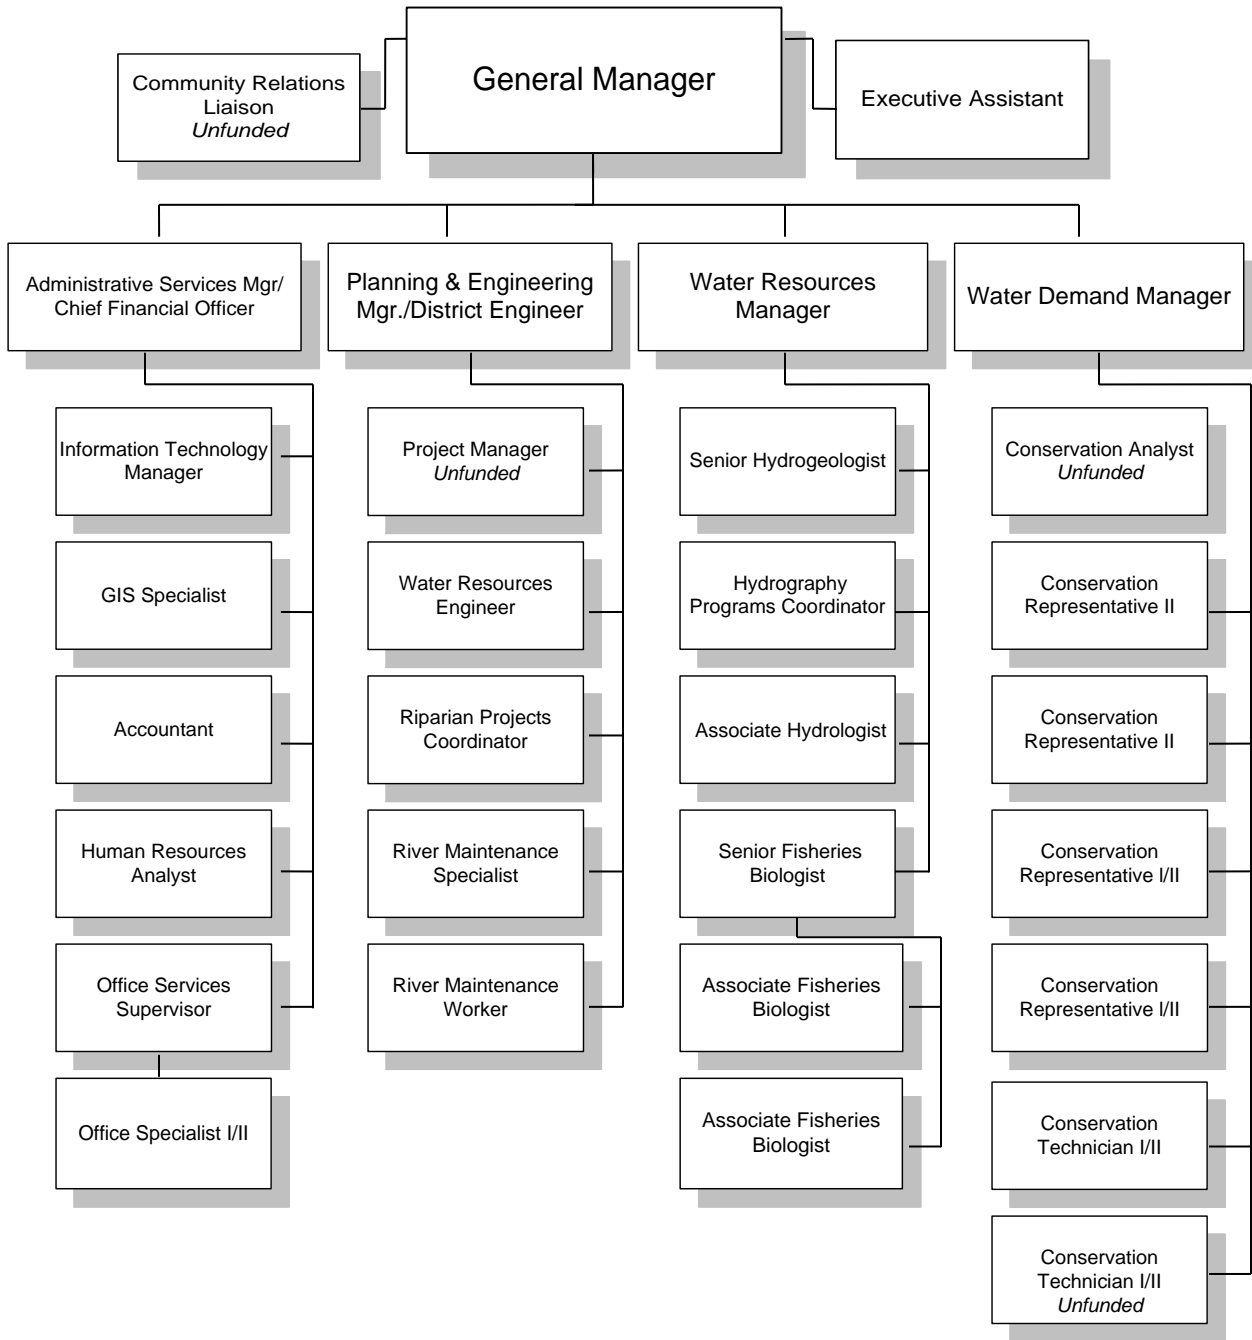 General Manager
Community Relations
Liaison
Unfunded
Executive Assistant
Administrative Services Mgr/
Chief Financial Officer
Planning & Engineering
Mgr./District Engineer
Water Resources
Manager
Water Demand Manager
Information Technology
Manager
GIS Specialist
Accountant
Human Resources
Analyst
Office Services
Supervisor
Office Specialist I/II
Project Manager
Unfunded
Water Resources
Engineer
Riparian Projects
Coordinator
River Maintenance
Specialist
River Maintenance
Worker
Senior Hydrogeologist
Hydrography
Programs Coordinator
Associate Hydrologist
Senior Fisheries
Biologist
Associate Fisheries
Biologist
Associate Fisheries
Biologist
Conservation Analyst
Unfunded
Conservation
Representative II
Conservation
Representative II
Conservation
Representative I/II
Conservation
Representative I/II
Conservation
Technician I/II
Conservation
Technician I/II
Unfunded